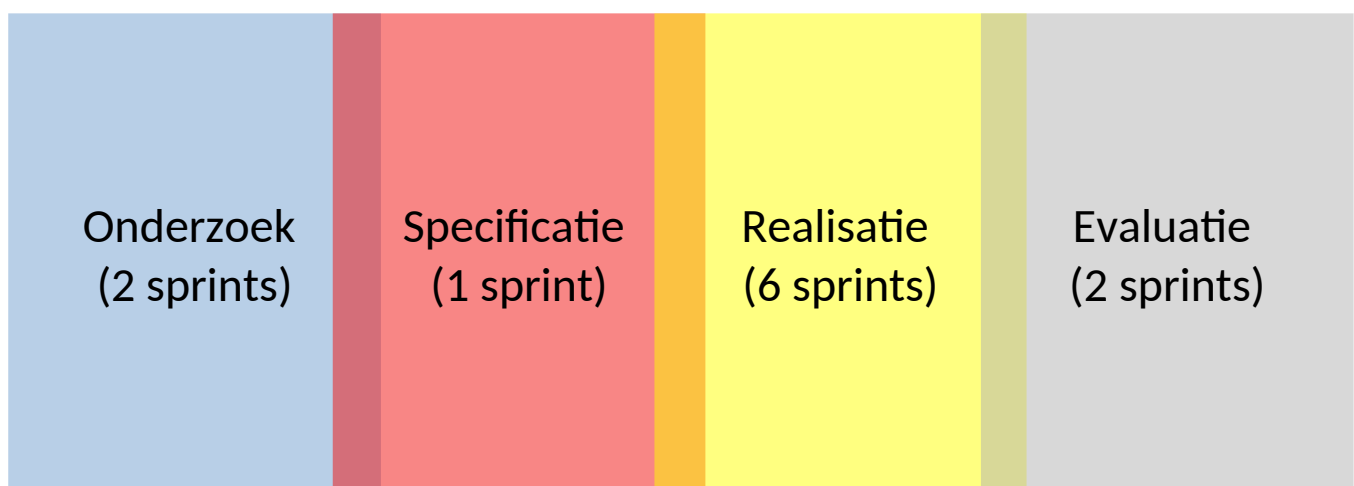 Onderzoek
(2 sprints)
Specificatie
(1 sprint)
Realisatie
(6 sprints)
Evaluatie
(2 sprints)